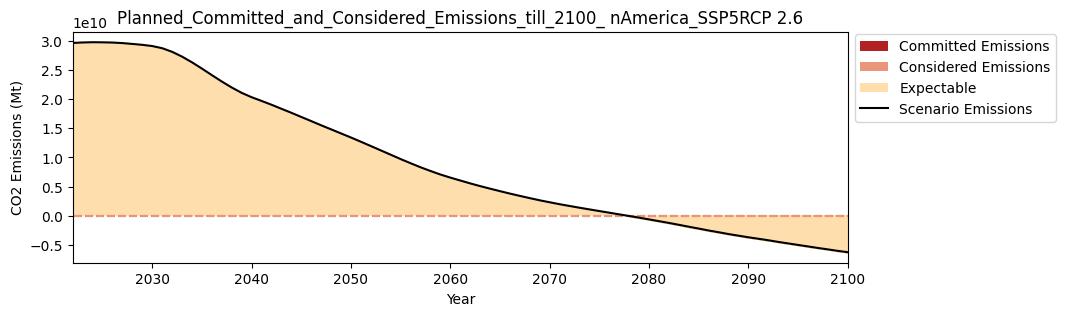 Planned_Committed_and_Considered_Emissions_till_2100_ nAmerica_SSP5RCP 2.6
1e10
3.0
2.5
2.0
1.5
1.0
0.5
0.0
−0.5
CO2 Emissions (Mt)
2030 2040 2050 2060 2070 2080 2090 2100
Year
Committed Emissions
Considered Emissions
Expectable
Scenario Emissions